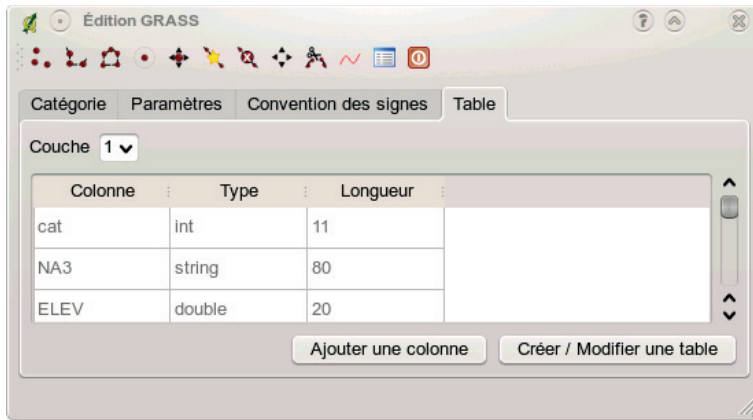 Édition GRASS
Catégorie Paramètres Convention des signes Table
Couche 1
Colonne Type Longueur
cat int 11
NA3 string 80
ELEV double 20
Ajouter une colonne Créer / Modifier une table